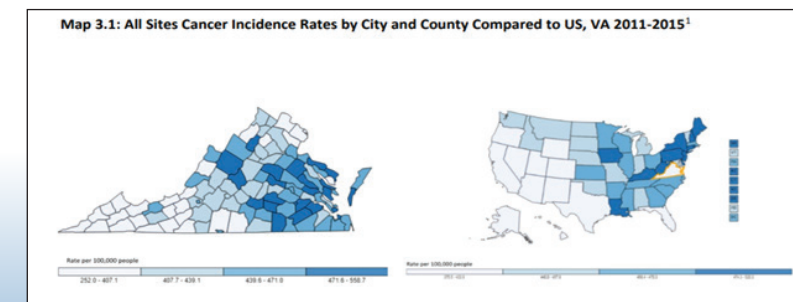 Map 3.1: All Sites Cancer Incidence Rates by City and County Compared to US, VA 2011-2015¹
Rate per 100,000 people
252.0 - 407.1
407.7 - 439.1
439.6 - 471.0
471.6 - 556.7
Rate per 100,000 people